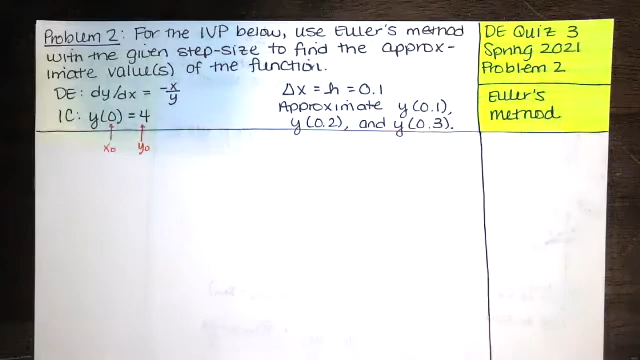 Problem 2: For the IVP below, use Euler's method
with the given step-size to find the approx-
imate value(s) of the function.
DE: dy/dx = -x/y
IC: y(0) = 4
x0 y0
Δx = h = 0.1
Approximate y(0.1),
y(0.2), and y(0.3).
DE Quiz 3
Spring 2021
Problem 2
Euler's
method